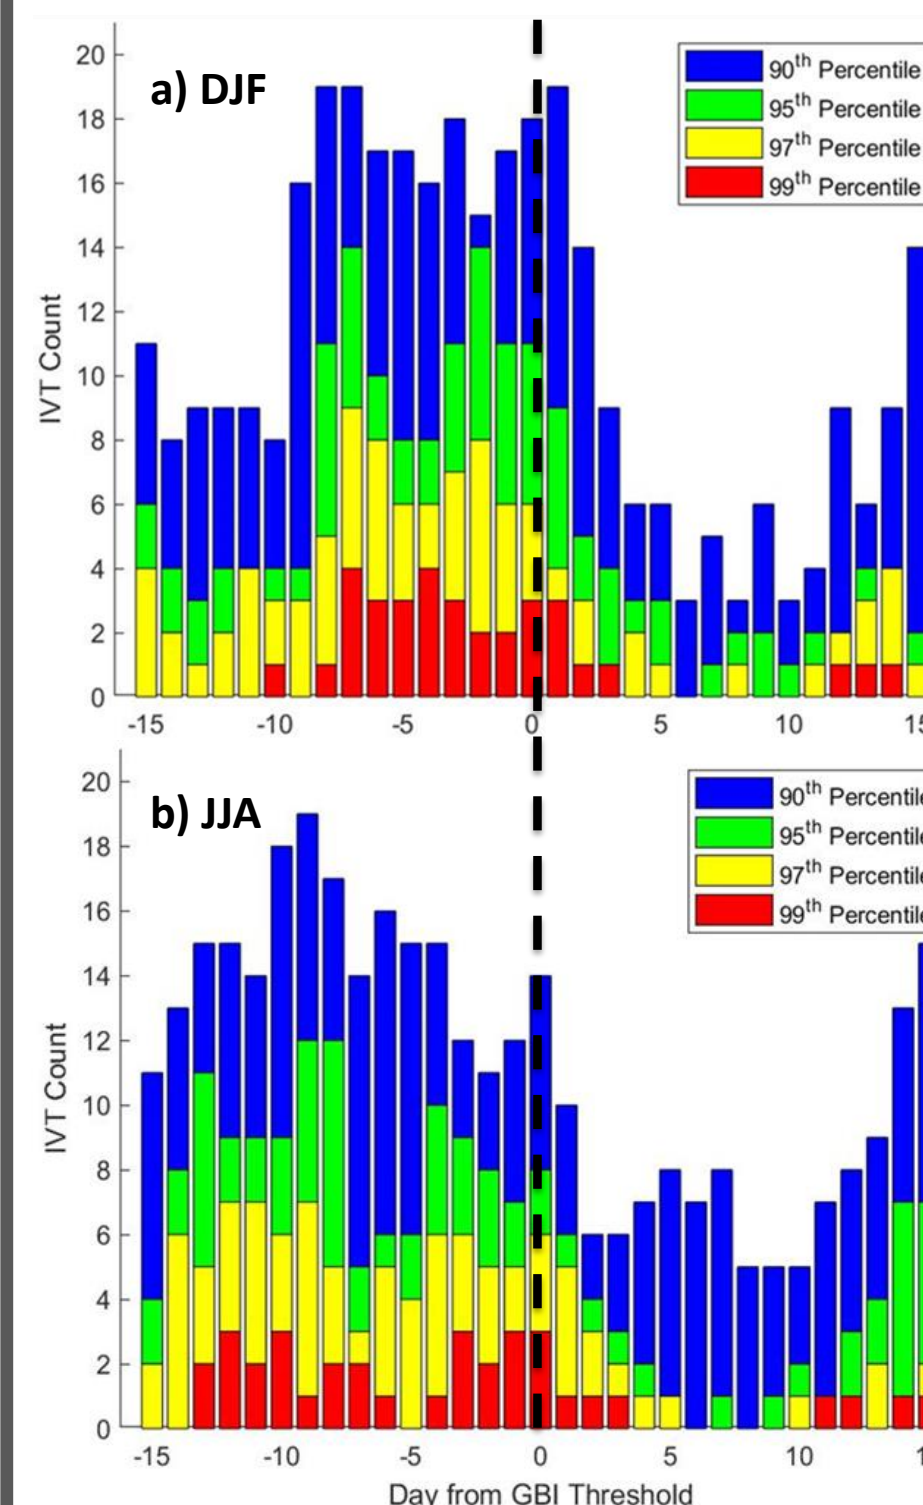 a) DJF
90th Percentile
95th Percentile
97th Percentile
99th Percentile
IVT Count
20
18
16
14
12
10
8
6
4
2
0
-15 -10 -5 0 5 10 15
b) JJA
90th Percentile
95th Percentile
97th Percentile
99th Percentile
IVT Count
20
18
16
14
12
10
8
6
4
2
0
-15 -10 -5 0 5 10 1
Day from GBI Threshold